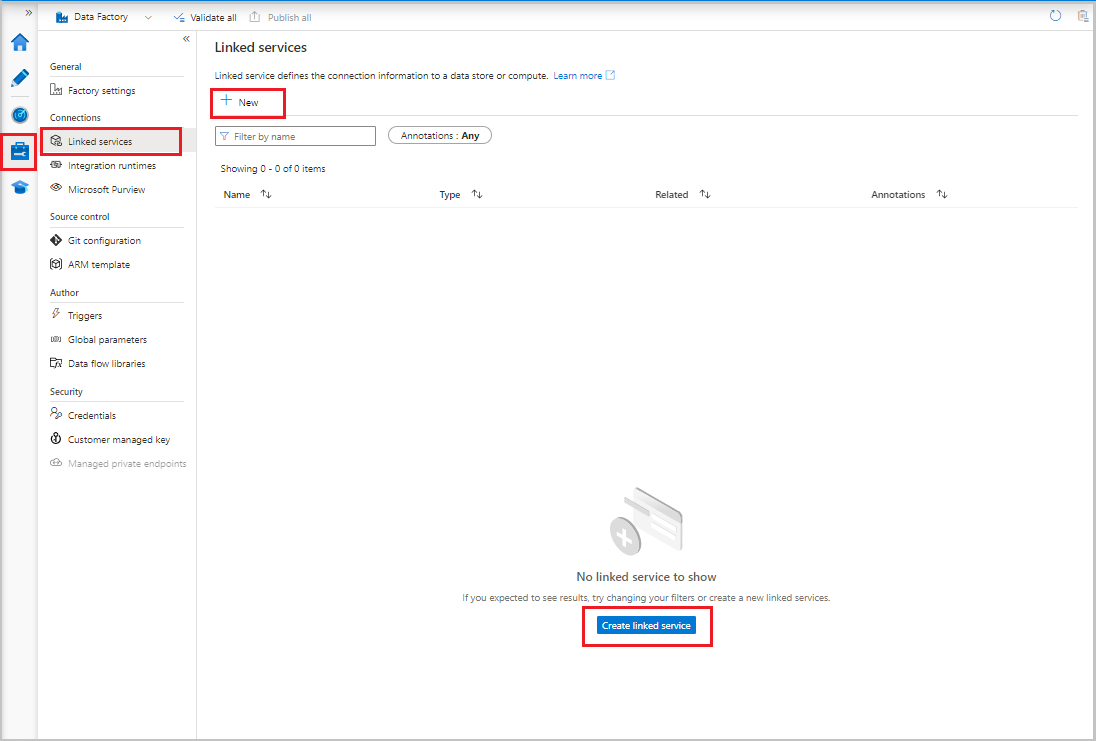 Data Factory
Validate all
Publish all
General
Factory settings
Connections
Linked services
Integration runtimes
Microsoft Purview
Source control
Git configuration
ARM template
Author
Triggers
Global parameters
Data flow libraries
Security
Credentials
Customer managed key
Managed private endpoints
Linked services
Linked service defines the connection information to a data store or compute. Learn more
New
Filter by name
Annotations : Any
Showing 0 - 0 of 0 items
Name Type Related Annotations
No linked service to show
If you expected to see results, try changing your filters or create a new linked services.
Create linked service